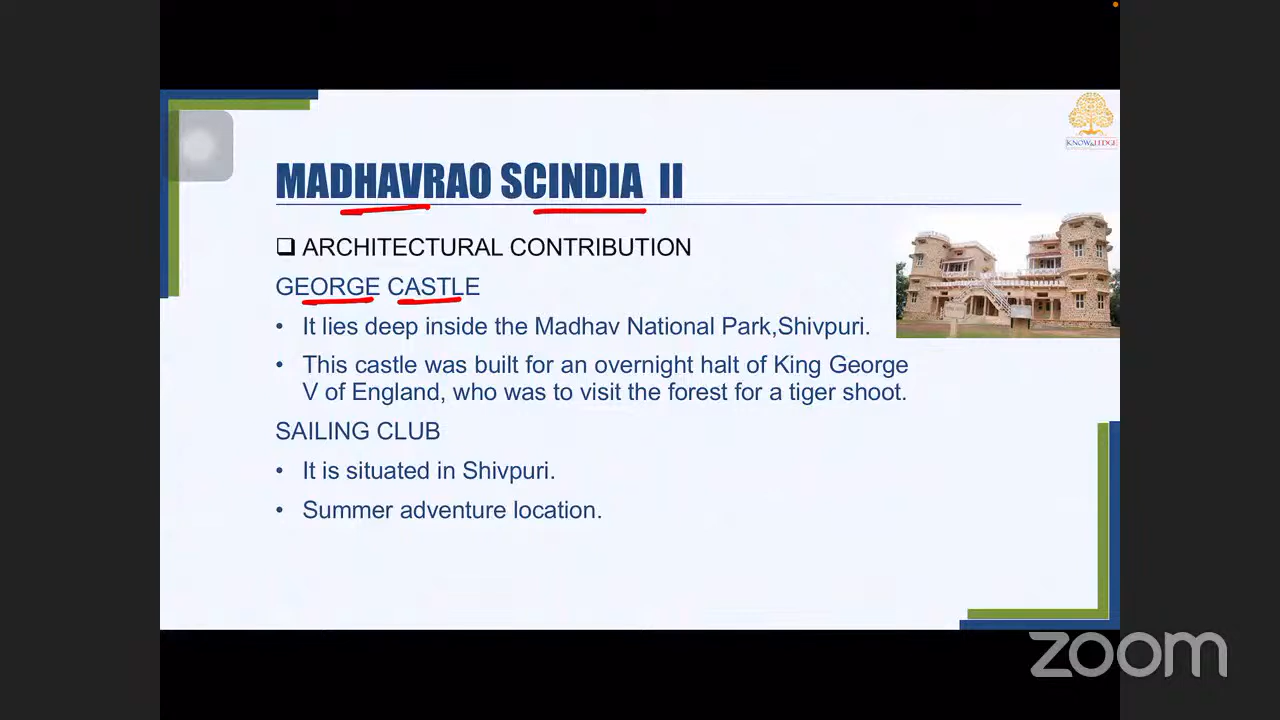 KNOWLEDGE
MADHAVRAO SCINDIA II
❑ ARCHITECTURAL CONTRIBUTION
GEORGE CASTLE
• It lies deep inside the Madhav National Park,Shivpuri.
• This castle was built for an overnight halt of King George
V of England, who was to visit the forest for a tiger shoot.
SAILING CLUB
• It is situated in Shivpuri.
• Summer adventure location.
zoom